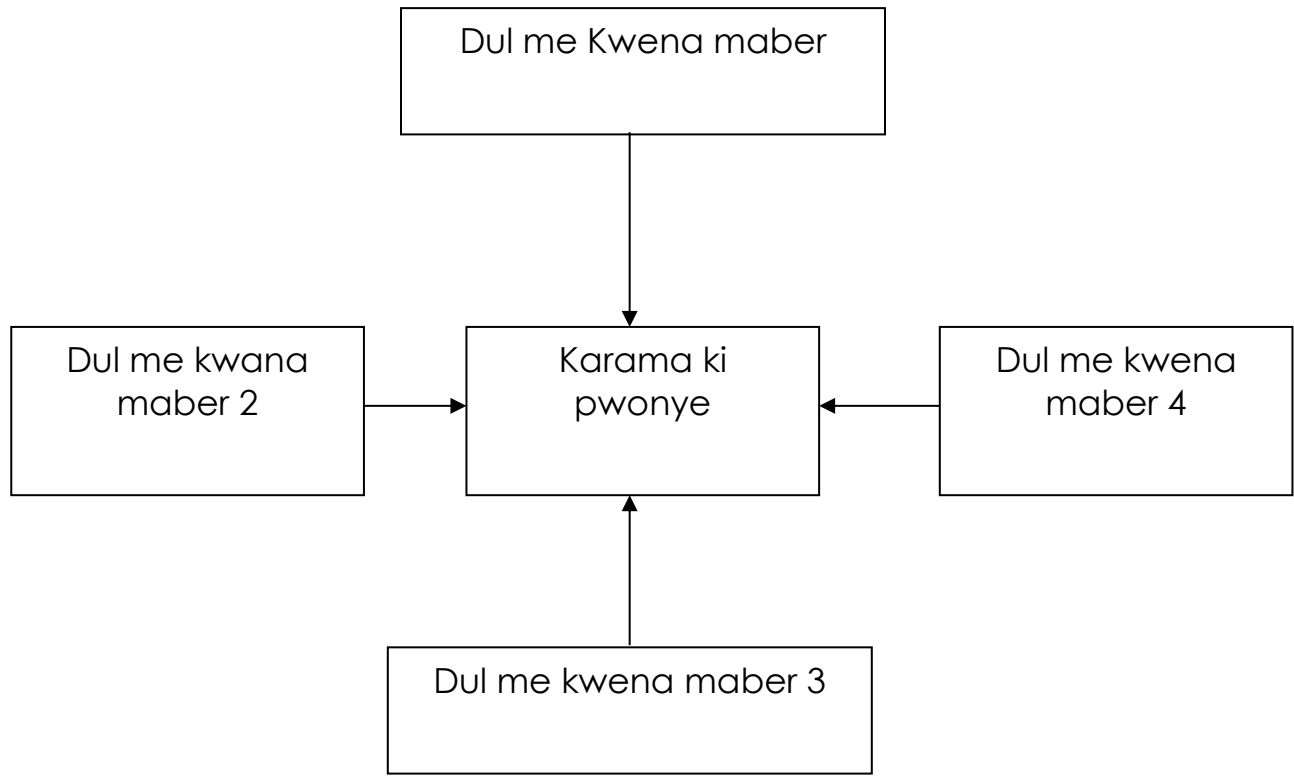 Dul me Kwena maber
Dul me kwana
maber 2
Karama ki
pwonye
Dul me kwena
maber 4
Dul me kwena maber 3